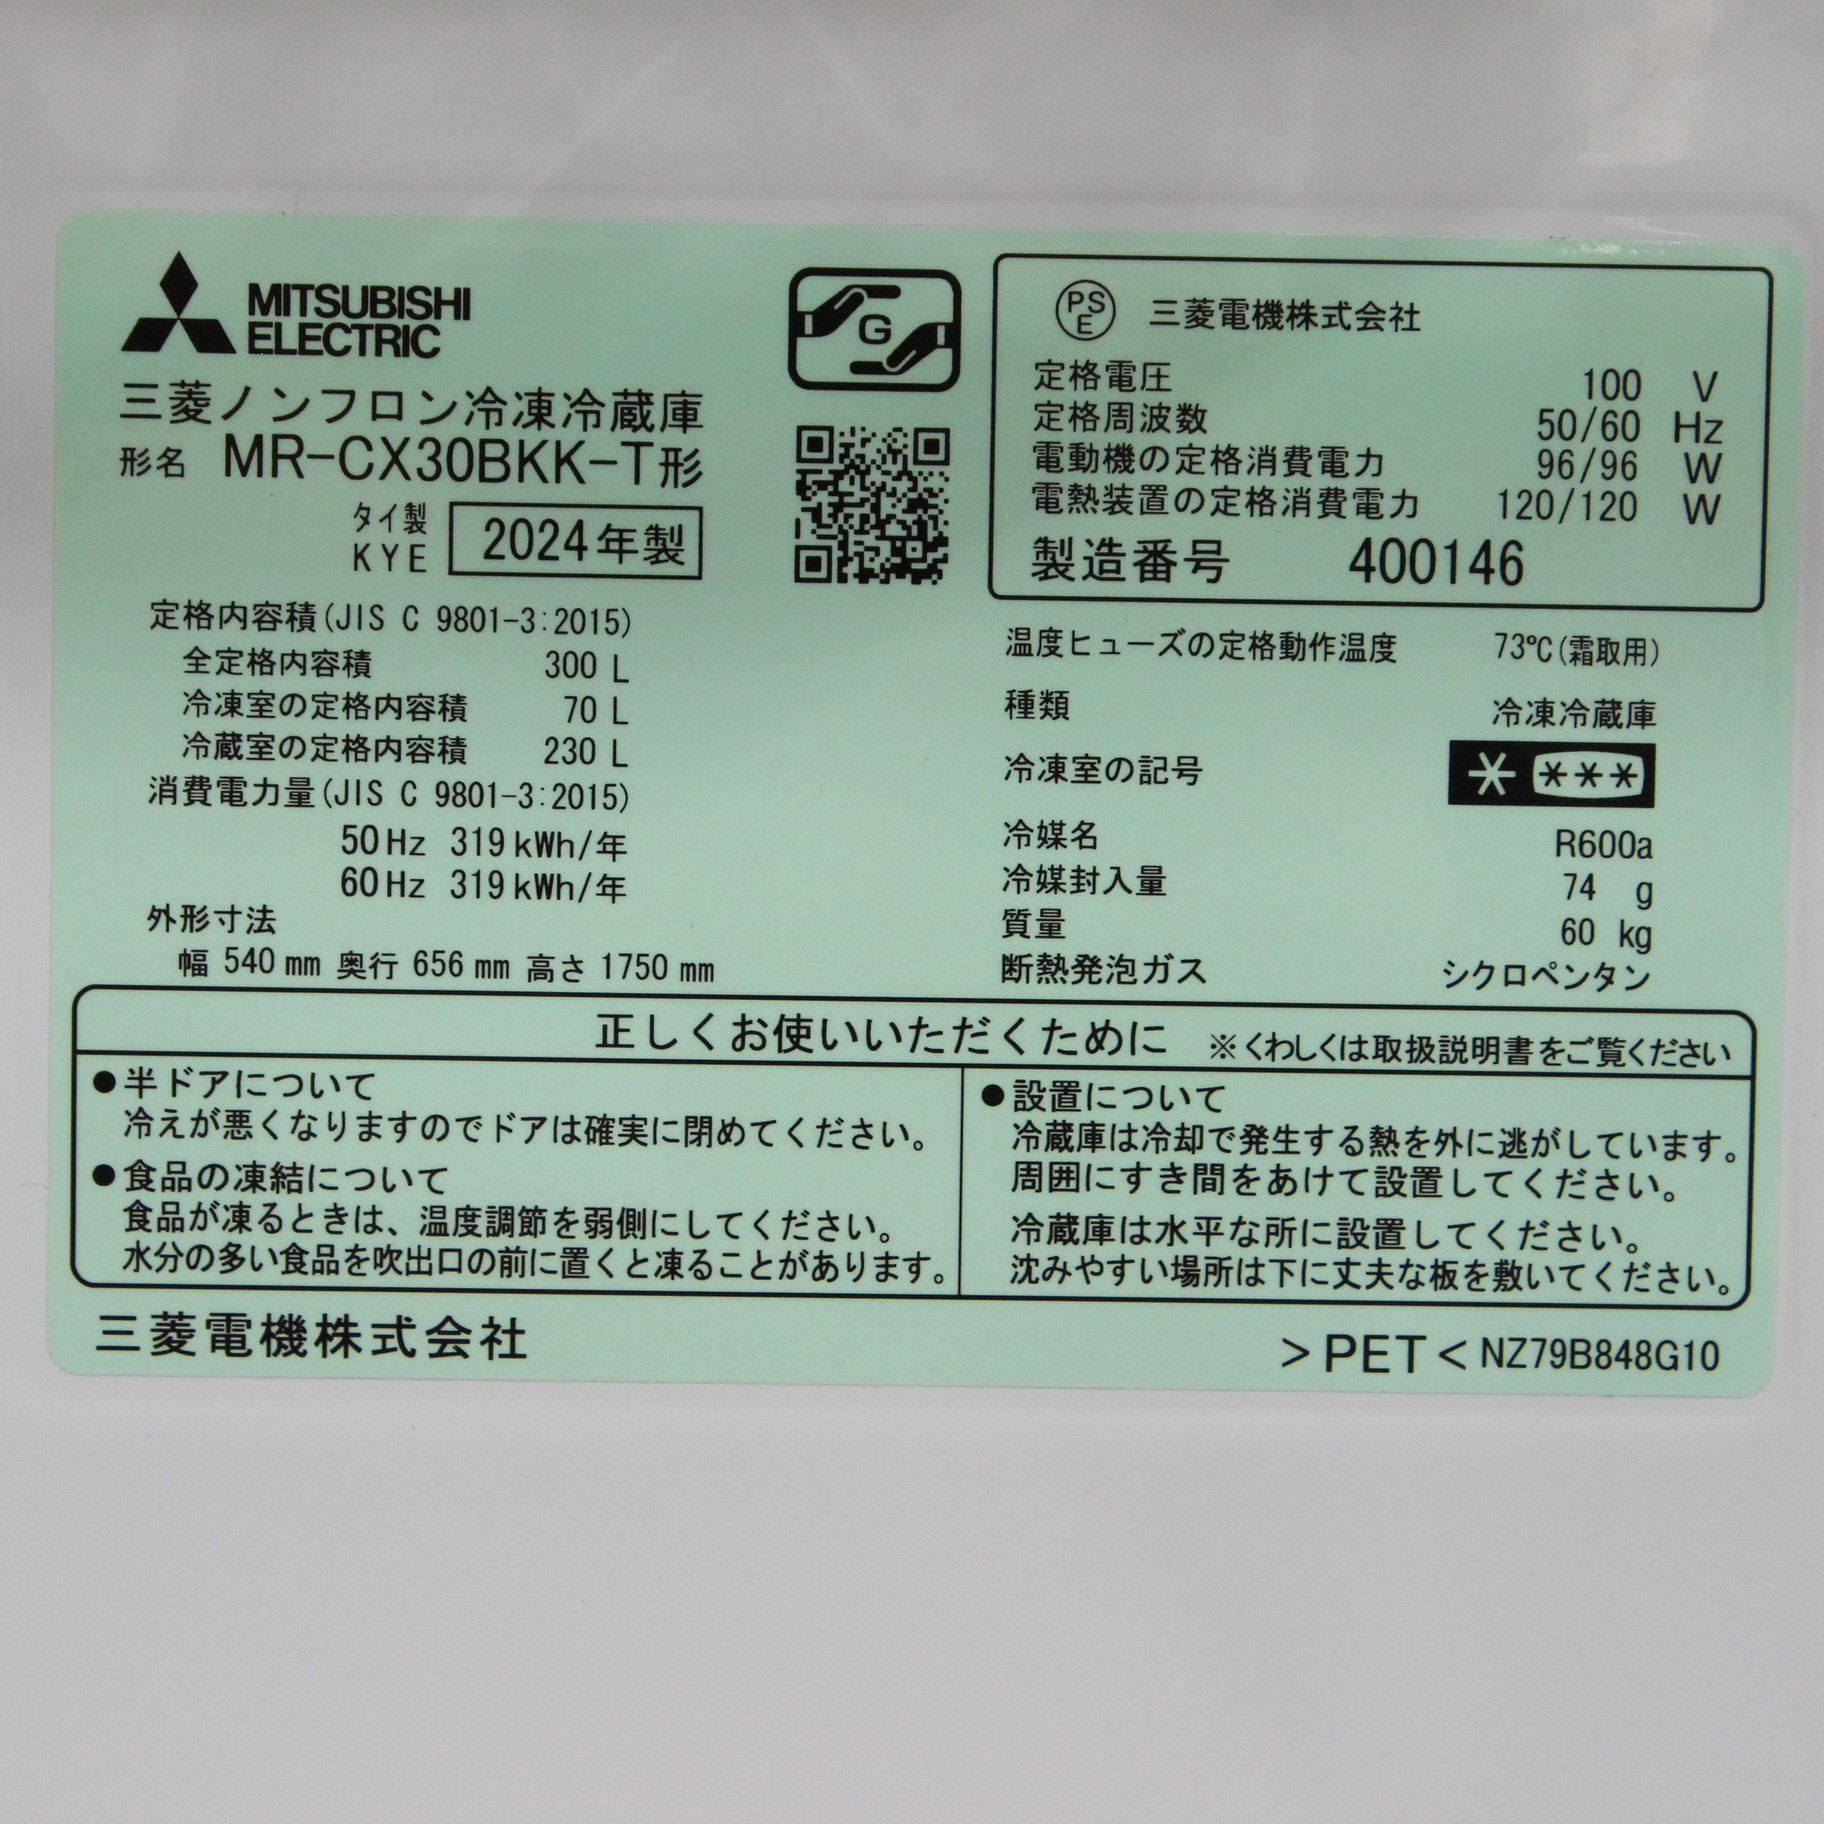 MITSUBISHI
ELECTRIC
三菱ノンフロン冷凍冷蔵庫
形名 MR-CX30BKK-T形
タイ製
KYE
2024年製
G
定格内容積(JIS C 9801-3:2015)
全定格内容積 300 L
冷凍室の定格内容積 70 L
冷蔵室の定格内容積 230 L
消費電力量(JIS C 9801-3:2015)
50Hz 319kWh/年
60Hz 319kWh/年
外形寸法
幅 540 mm 奥行 656 mm 高さ 1750 mm
PS
E
三菱電機株式会社
定格電圧 100 V
定格周波数 50/60 Hz
電動機の定格消費電力 96/96 W
電熱装置の定格消費電力 120/120 W
製造番号 400146
温度ヒューズの定格動作温度 73℃(霜取用)
種類 冷凍冷蔵庫
冷凍室の記号 * ***
冷媒名 R600a
冷媒封入量 74 g
質量 60 kg
断熱発泡ガス シクロペンタン
正しくお使いいただくために ※くわしくは取扱説明書をご覧ください
●半ドアについて
冷えが悪くなりますのでドアは確実に閉めてください。
●食品の凍結について
食品が凍るときは、温度調節を弱側にしてください。
水分の多い食品を吹出口の前に置くと凍ることがあります。
●設置について
冷蔵庫は冷却で発生する熱を外に逃がしています。
周囲にすき間をあけて設置してください。
冷蔵庫は水平な所に設置してください。
沈みやすい場所は下に丈夫な板を敷いてください。
三菱電機株式会社
>PET< NZ79B848G10